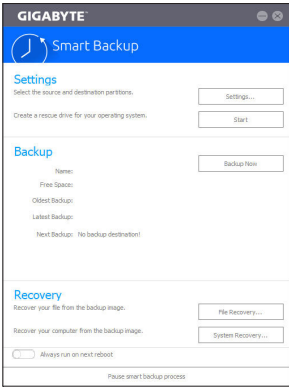 GIGABYTE™
Smart Backup
Settings
Select the source and destination partitions.
Settings...
Create a rescue drive for your operating system.
Start
Backup
Backup Now
Name:
Free Space:
Oldest Backup:
Latest Backup:
Next Backup: No backup destination!
Recovery
Recover your file from the backup image.
File Recovery...
Recover your computer from the backup image.
System Recovery...
Always run on next reboot
Pause smart backup process